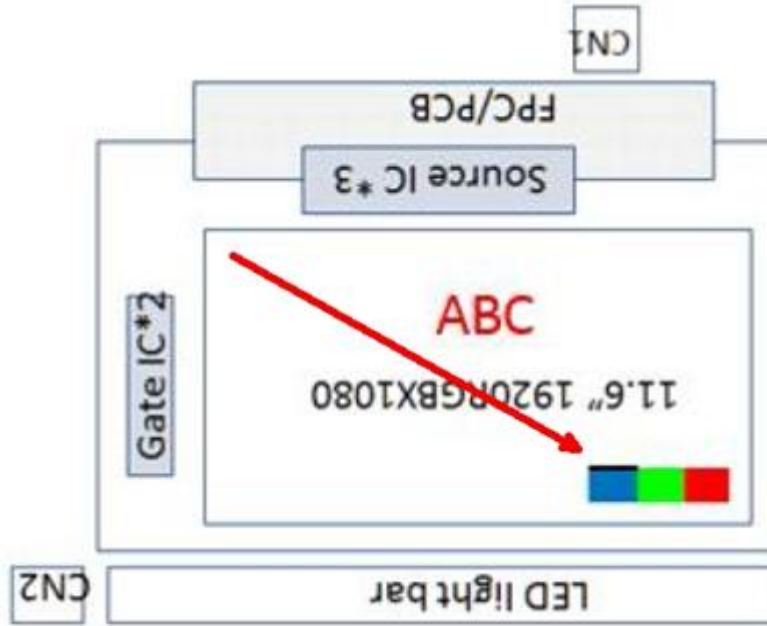 CN1
FPC/PCB
Source IC*3
Gate IC*2
ABC
11.6” 1920RGBX1080
CN2
LED light bar